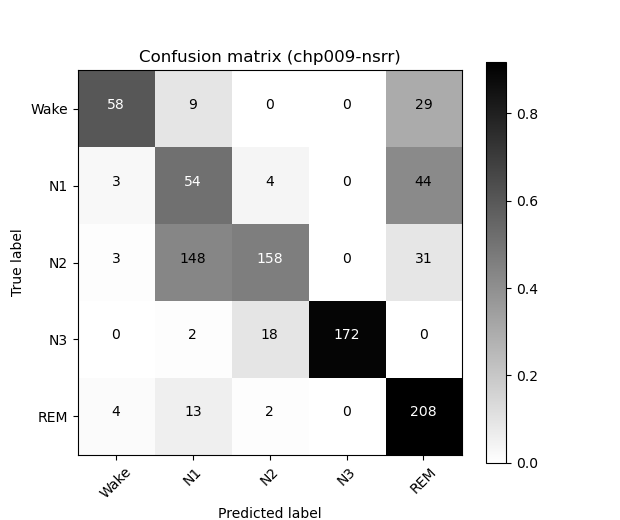 Confusion matrix (chp009-nsrr)
Wake 58 9 0 0 29
N1 3 54 4 0 44
N2 3 148 158 0 31
N3 0 2 18 172 0
REM 4 13 2 0 208
Wake N1 N2 N3 REM
Predicted label
True label
0.8
0.6
0.4
0.2
0.0